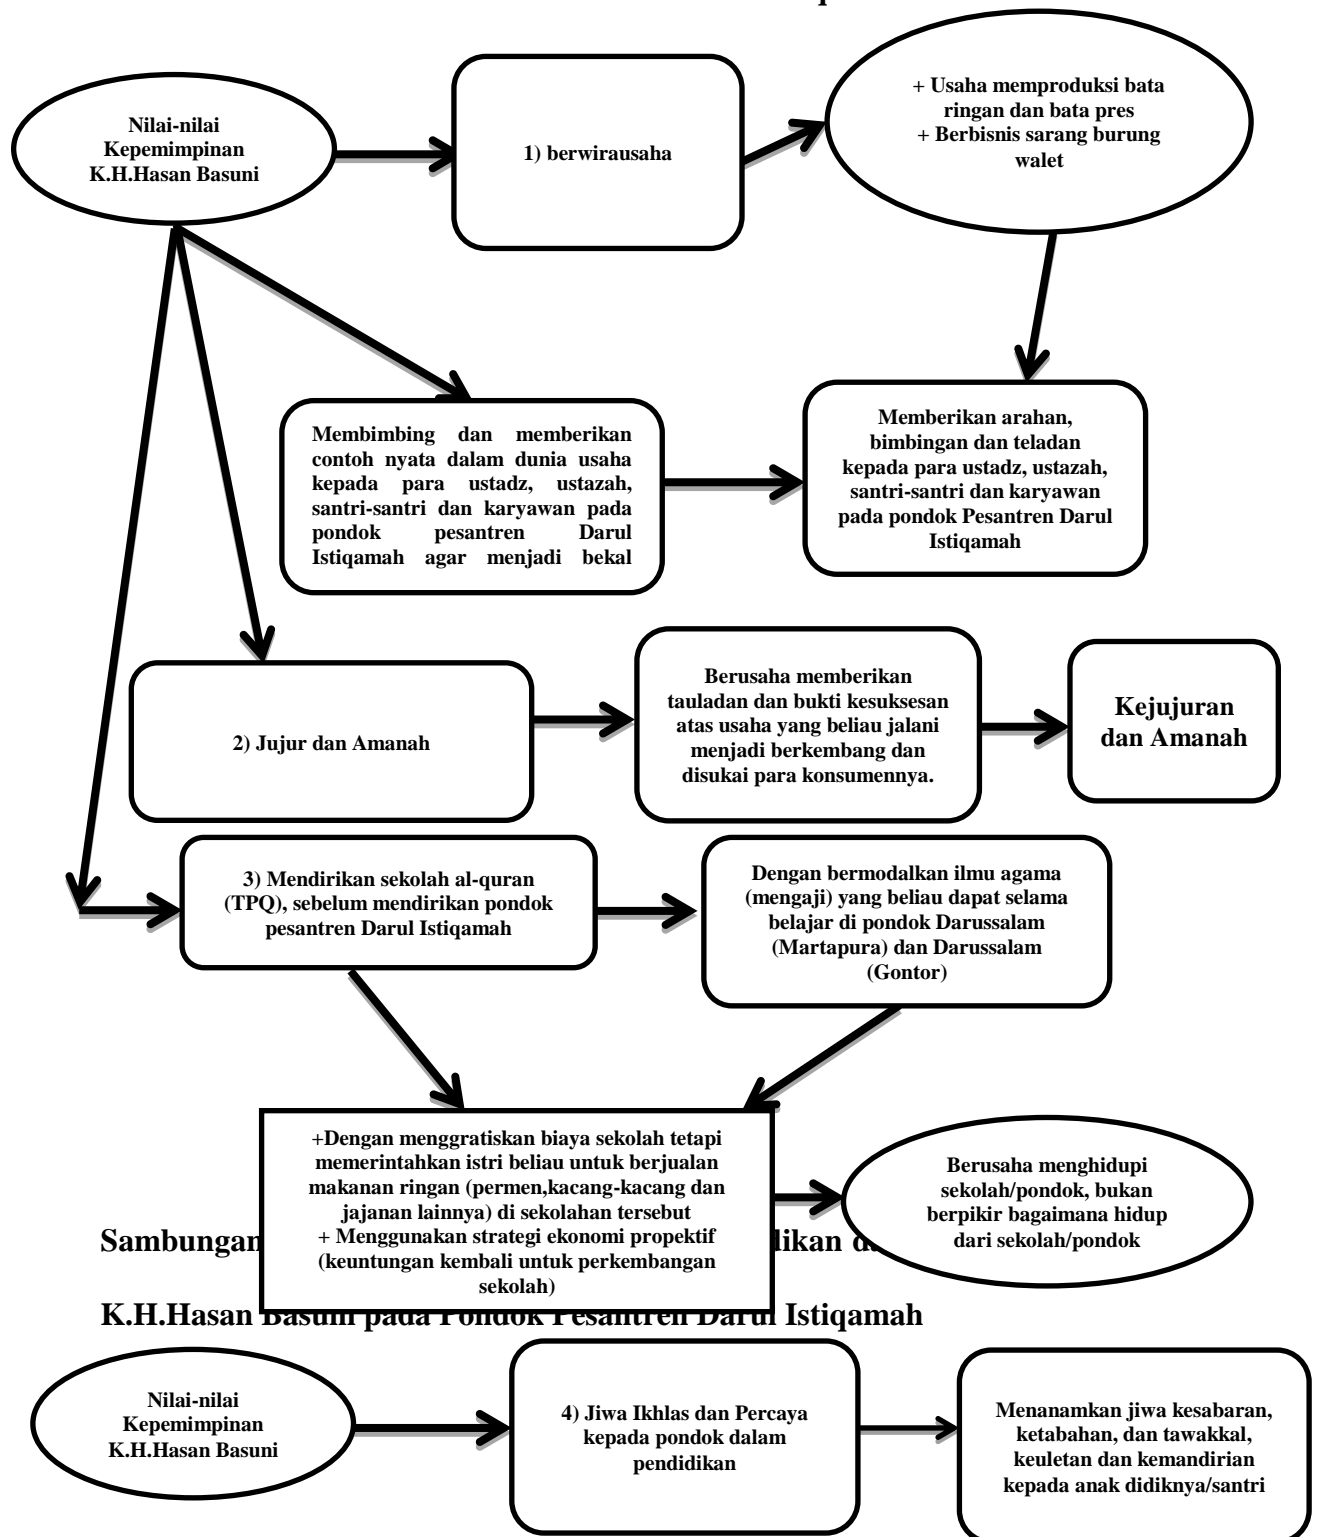 Nilai-nilai
Kepemimpinan
K.H.Hasan Basuni
1) berwirausaha
+ Usaha memproduksi bata
ringan dan bata pres
+ Berbisnis sarang burung
walet
Membimbing dan memberikan
contoh nyata dalam dunia usaha
kepada para ustadz, ustazah,
santri-santri dan karyawan pada
pondok pesantren Darul
Istiqamah agar menjadi bekal
Memberikan arahan,
bimbingan dan teladan
kepada para ustadz, ustazah,
santri-santri dan karyawan
pada pondok Pesantren Darul
Istiqamah
2) Jujur dan Amanah
Berusaha memberikan
tauladan dan bukti kesuksesan
atas usaha yang beliau jalani
menjadi berkembang dan
disukai para konsumennya.
Kejujuran
dan Amanah
3) Mendirikan sekolah al-quran
(TPQ), sebelum mendirikan pondok
pesantren Darul Istiqamah
Dengan bermodalkan ilmu agama
(mengaji) yang beliau dapat selama
belajar di pondok Darussalam
(Martapura) dan Darussalam
(Gontor)
+Dengan menggratiskan biaya sekolah tetapi
memerintahkan istri beliau untuk berjualan
makanan ringan (permen,kacang-kacang dan
jajanan lainnya) di sekolahan tersebut
+ Menggunakan strategi ekonomi propektif
(keuntungan kembali untuk perkembangan
sekolah)
Berusaha menghidupi
sekolah/pondok, bukan
berpikir bagaimana hidup
dari sekolah/pondok
Sambungan
K.H.Hasan Basuni pada Pondok Pesantren Darul Istiqamah
Nilai-nilai
Kepemimpinan
K.H.Hasan Basuni
4) Jiwa Ikhlas dan Percaya
kepada pondok dalam
pendidikan
Menanamkan jiwa kesabaran,
ketabahan, dan tawakkal,
keuletan dan kemandirian
kepada anak didiknya/santri